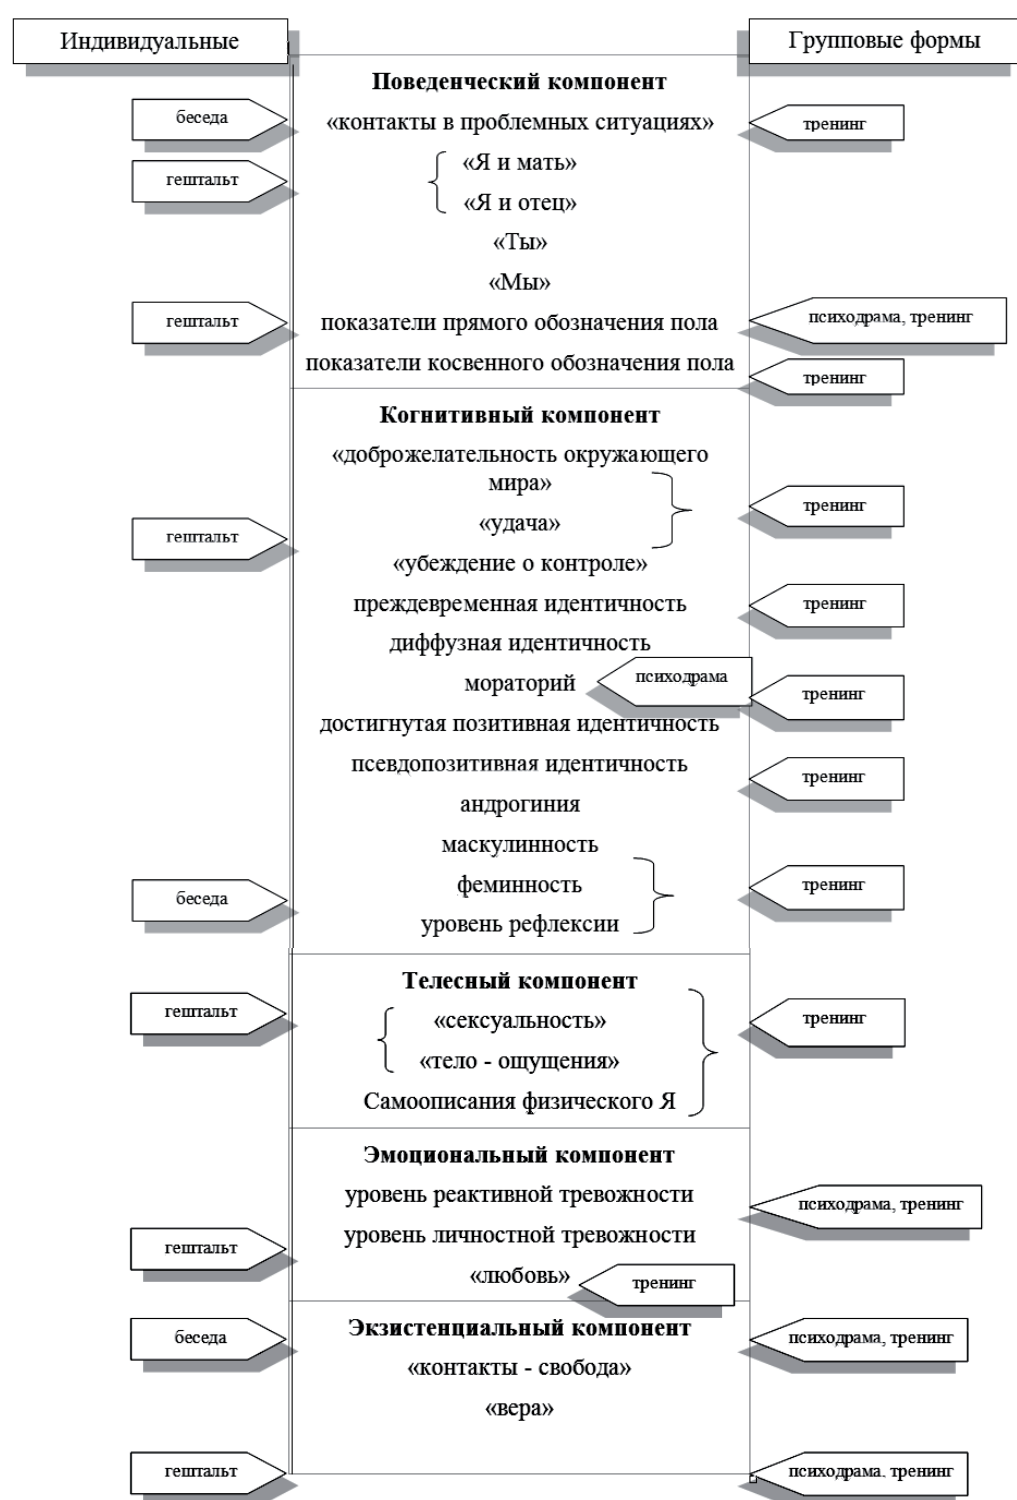 Индивидуальные
Групповые формы
Поведенческий компонент
беседа
«контакты в проблемных ситуациях»
тренинг
«Я и мать»
гештальт
«Я и отец»
«Ты»
«Мы»
гештальт
показатели прямого обозначения пола
психодрама, тренинг
показатели косвенного обозначения пола
тренинг
Когнитивный компонент
«доброжелательность окружающего
мира»
тренинг
«удача»
гештальт
«убеждение о контроле»
преждевременная идентичность
тренинг
диффузная идентичность
мораторий
психодрама
тренинг
достигнутая позитивная идентичность
псевдопозитивная идентичность
тренинг
андрогиния
маскулинность
феминность
тренинг
беседа
уровень рефлексии
Телесный компонент
гештальт
«сексуальность»
тренинг
«тело - ощущения»
Самоописания физического Я
Эмоциональный компонент
уровень реактивной тревожности
психодрама, тренинг
уровень личностной тревожности
гештальт
«любовь»
тренинг
Экзистенциальный компонент
беседа
психодрама, тренинг
«контакты - свобода»
«вера»
гештальт
психодрама, тренинг